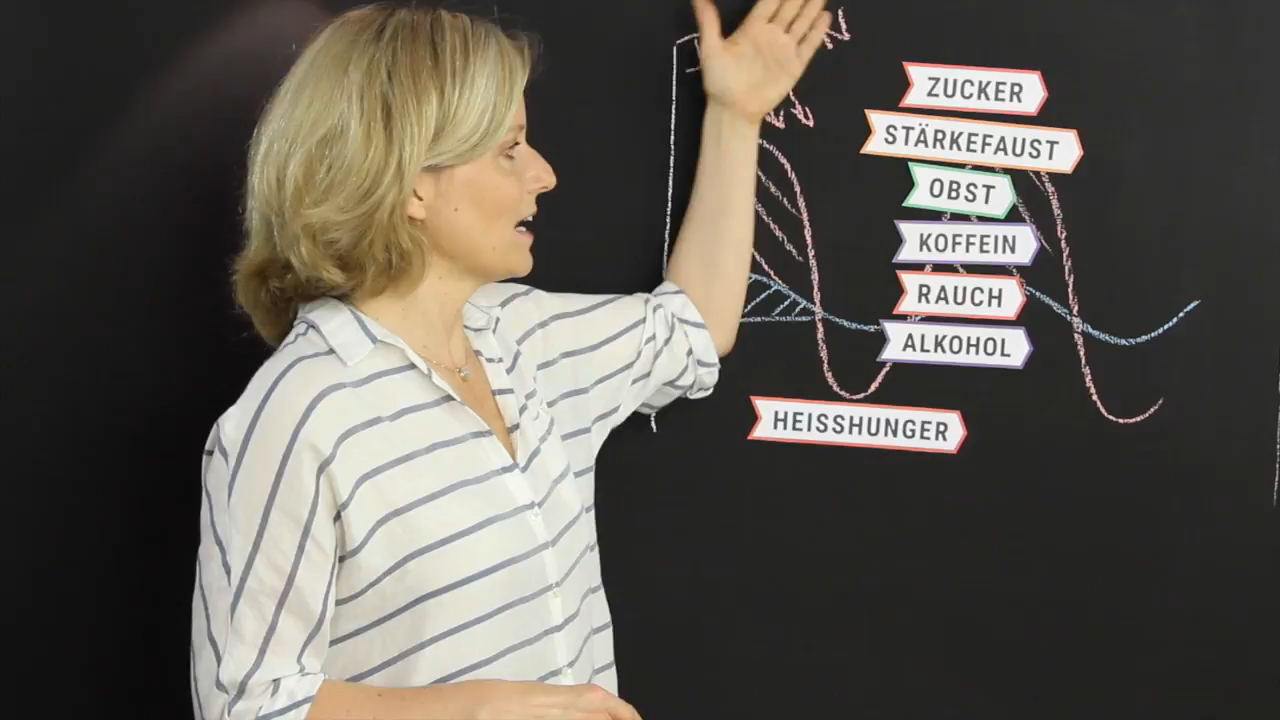 ZUCKER
STÄRKEFAUST
OBST
KOFFEIN
RAUCH
ALKOHOL
HEISSHUNGER